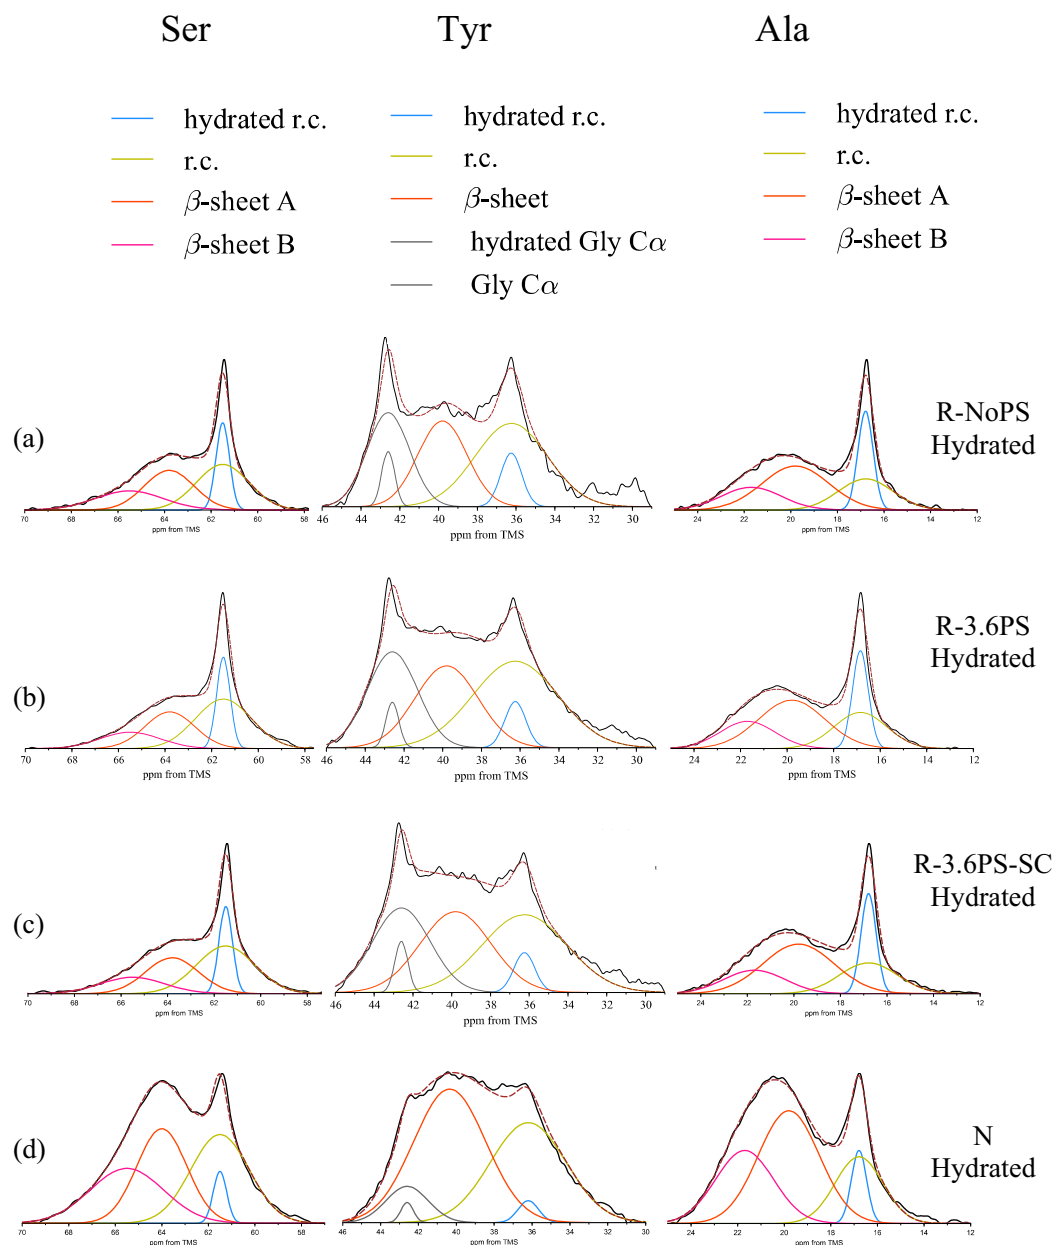 Ser Tyr Ala
hydrated r.c. hydrated r.c. hydrated r.c.
r.c. r.c. r.c.
β-sheet A β-sheet β-sheet A
β-sheet B hydrated Gly Cα β-sheet B
Gly Cα
(a)
R-NoPS
Hydrated
70 68 66 64 62 60 58 46 44 42 40 38 36 34 32 30 24 22 20 18 16 14 12
ppm from TMS ppm from TMS ppm from TMS
(b)
R-3.6PS
Hydrated
70 68 66 64 62 60 58 46 44 42 40 38 36 34 32 30 24 22 20 18 16 14 12
ppm from TMS ppm from TMS ppm from TMS
(c)
R-3.6PS-SC
Hydrated
70 68 66 64 62 60 58 46 44 42 40 38 36 34 32 30 24 22 20 18 16 14 12
ppm from TMS ppm from TMS ppm from TMS
(d)
N
Hydrated
70 68 66 64 62 60 58 46 44 42 40 38 36 34 32 30 24 22 20 18 16 14 12
ppm from TMS ppm from TMS ppm from TMS